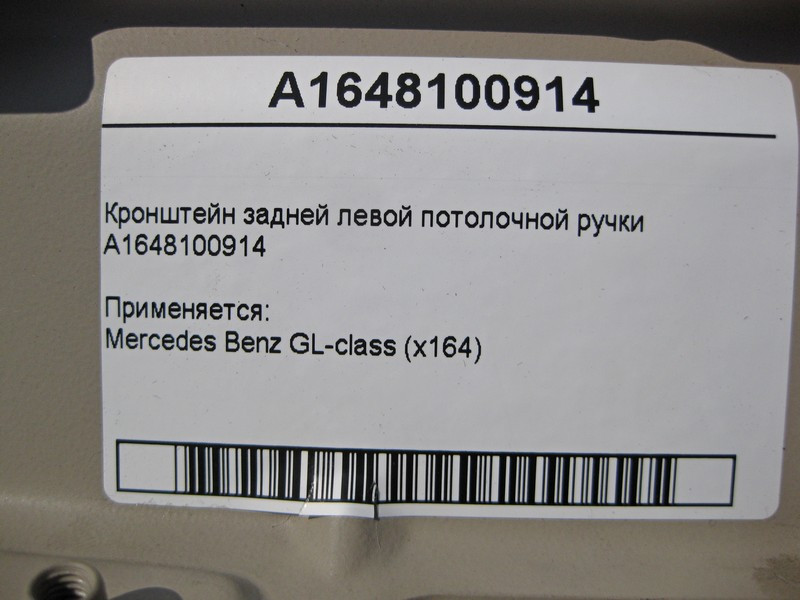 A1648100914
Кронштейн задней левой потолочной ручки
A1648100914
Применяется:
Mercedes Benz GL-class (x164)